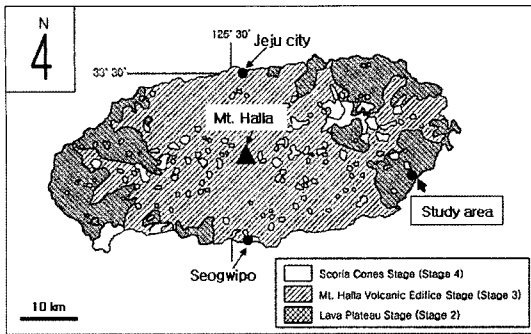 N
4
125° 30'
Jeju city
33° 30'
Mt. Halla
Study area
Seogwipo
10 km
Scoria Cones Stage (Stage 4)
Mt. Halla Volcanic Edifice Stage (Stage 3)
Lava Plateau Stage (Stage 2)